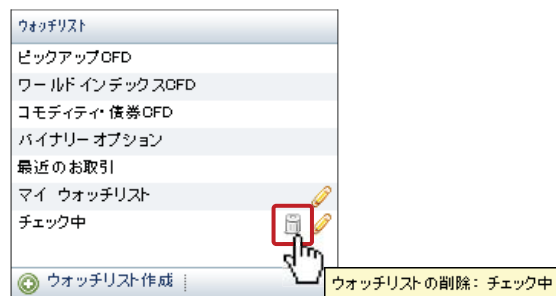 ウォッチリスト
ピックアップCFD
ワールドインデックスCFD
コモディティ・債券CFD
バイナリーオプション
最近のお取引
マイ ウォッチリスト
チェック中
ウォッチリスト作成
ウォッチリストの削除: チェック中